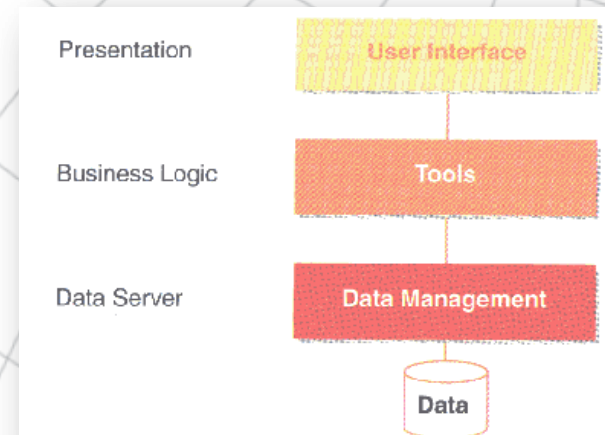 Presentation
User Interface
Business Logic
Tools
Data Server
Data Management
Data